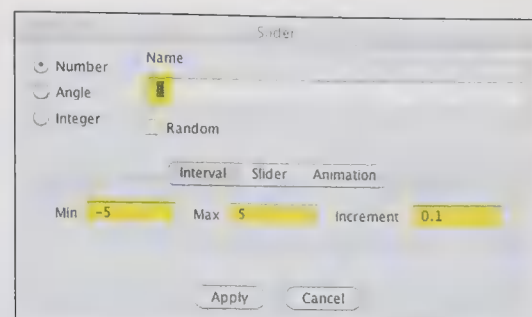 Slider
Number
Name
Angle
Integer
Random
Interval Slider Animation
Min -5 Max 5 Increment 0.1
Apply Cancel